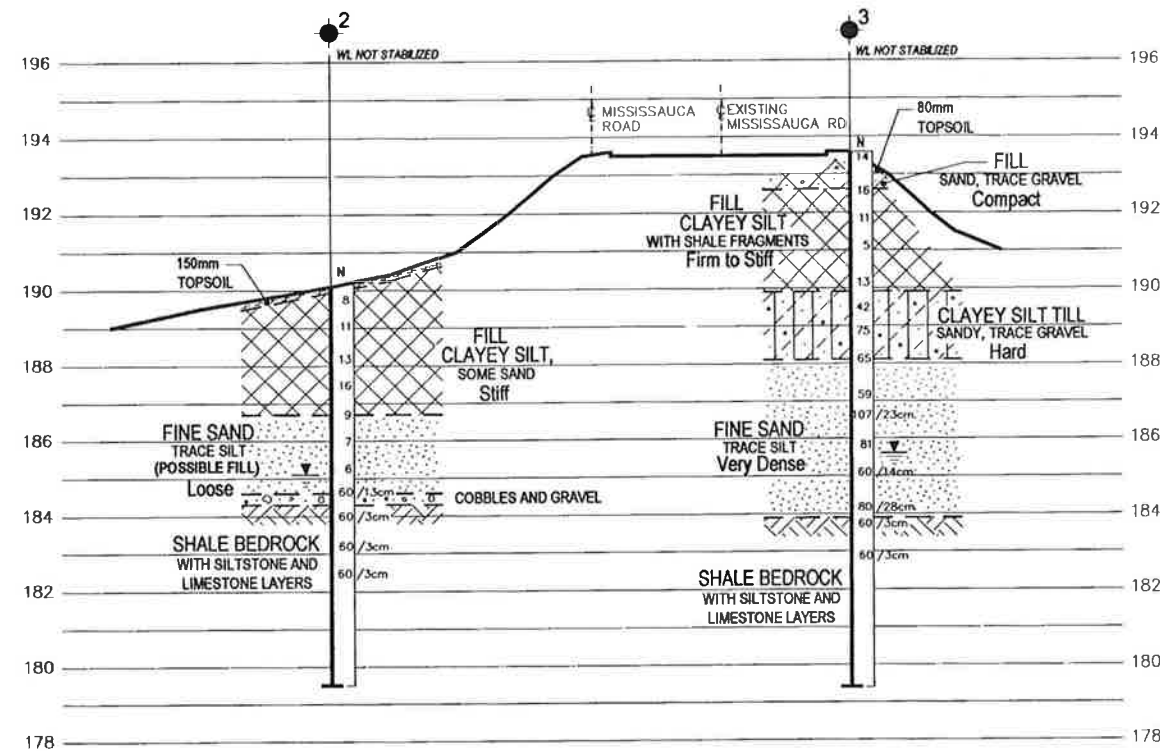 2
3
WL NOT STABILIZED
WL NOT STABILIZED
196
196
MISSISSAUGA
ROAD
EXISTING
MISSISSAUGA RD
80mm
TOPSOIL
194
194
N
14
FILL
SAND, TRACE GRAVEL
Compact
16
FILL
CLAYEY SILT
WITH SHALE FRAGMENTS
Firm to Stiff
11
5
13
192
192
150mm
TOPSOIL
N
190
190
8
11
13
16
9
7
6
FILL
CLAYEY SILT,
SOME SAND
Stiff
42
75
65
CLAYEY SILT TILL
SANDY, TRACE GRAVEL
Hard
188
188
59
107/23cm.
81
60/14cm.
80/28cm.
60/3cm.
60/3cm
FINE SAND
TRACE SILT
(POSSIBLE FILL)
Loose
FINE SAND
TRACE SILT
Very Dense
186
186
60/13cm
COBBLES AND GRAVEL
60/3cm.
60/3cm.
60/3cm.
184
184
SHALE BEDROCK
WITH SILTSTONE AND
LIMESTONE LAYERS
SHALE BEDROCK
WITH SILTSTONE AND
LIMESTONE LAYERS
182
182
180
180
178
178